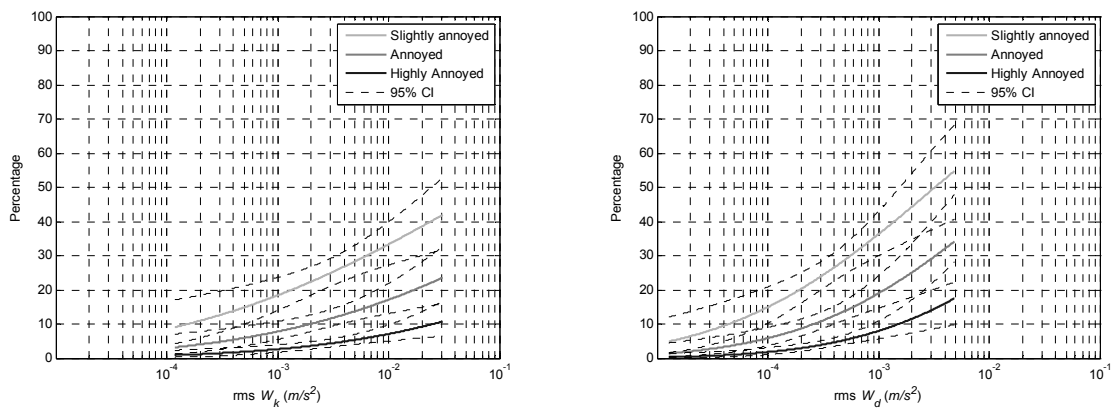 100
90
80
70
60
50
40
30
20
10
0
Percentage
10^-4
10^-3
10^-2
10^-1
rms W_k (m/s^2)
Slightly annoyed
Annoyed
Highly Annoyed
95% CI
100
90
80
70
60
50
40
30
20
10
0
Percentage
10^-4
10^-3
10^-2
10^-1
rms W_d (m/s^2)
Slightly annoyed
Annoyed
Highly Annoyed
95% CI